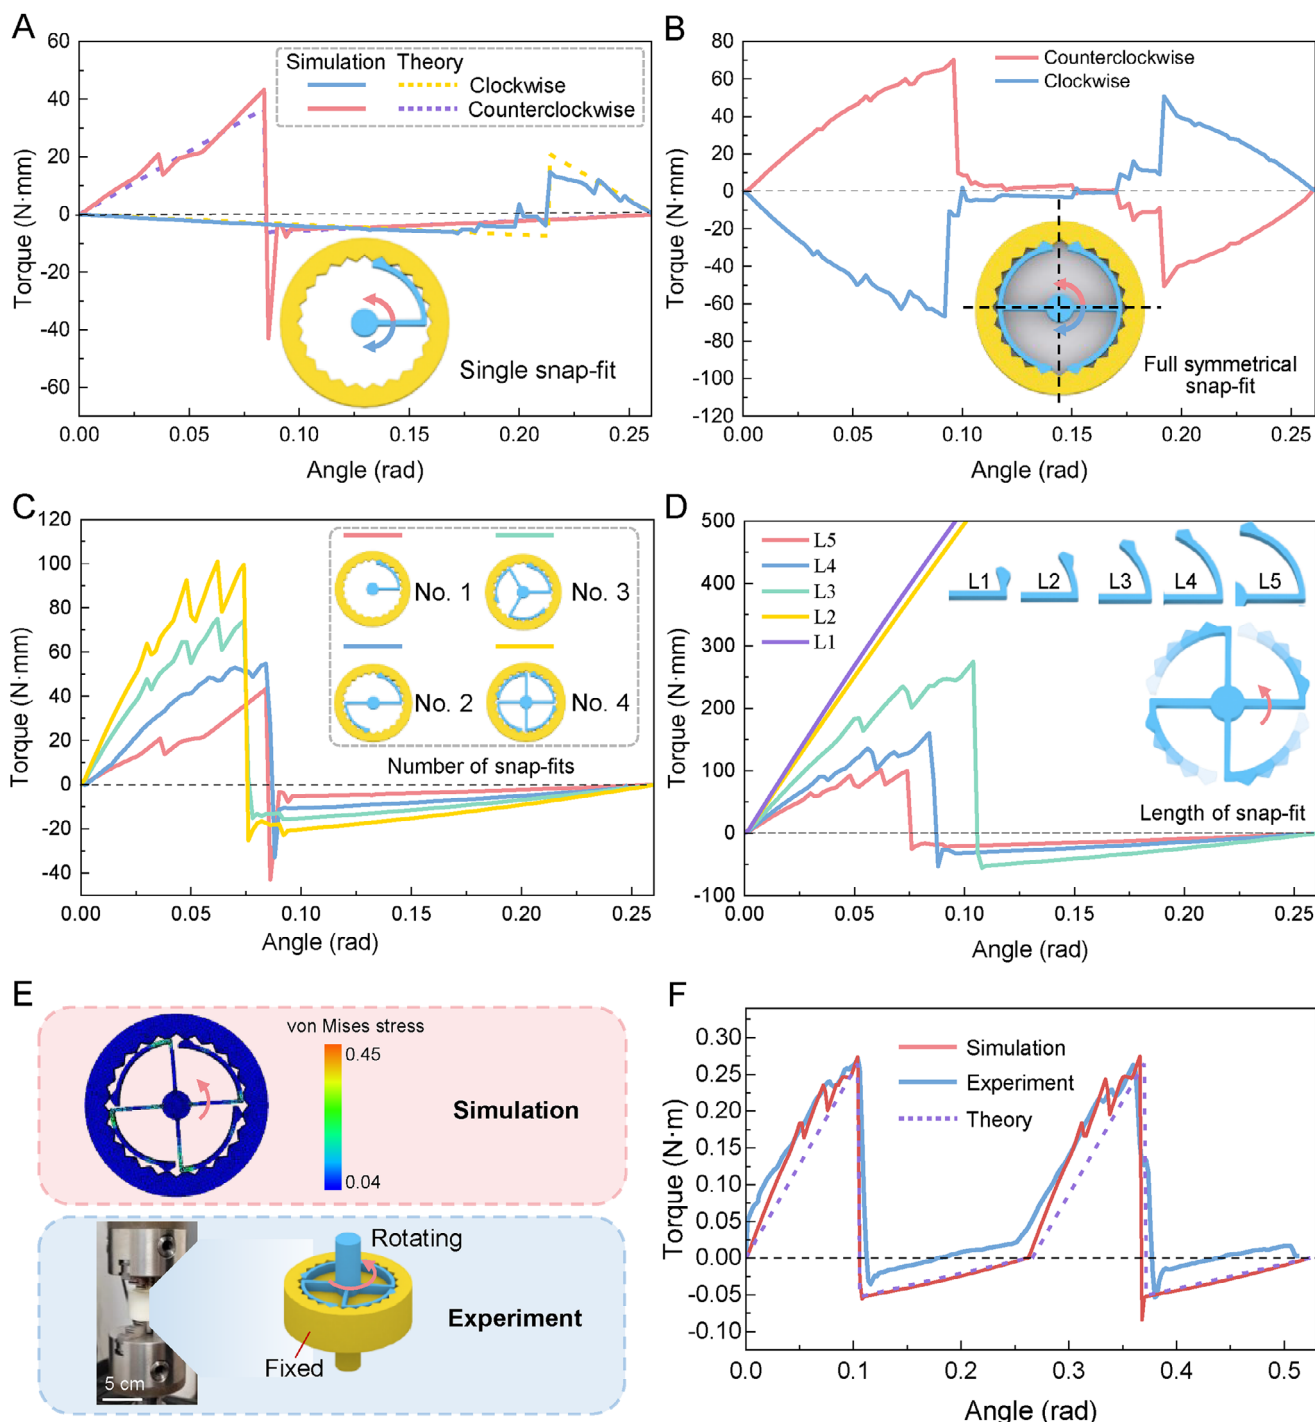 A
Torque (N·mm)
60
40
20
0
-20
-40
-60
Simulation Theory
Clockwise
Counterclockwise
Single snap-fit
0.00 0.05 0.10 0.15 0.20 0.25
Angle (rad)
B
Torque (N·mm)
80
60
40
20
0
-20
-40
-60
-80
-100
-120
Counterclockwise
Clockwise
Full symmetrical
snap-fit
0.00 0.05 0.10 0.15 0.20 0.25
Angle (rad)
C
Torque (N·mm)
120
100
80
60
40
20
0
-20
-40
No. 1
No. 3
No. 2
No. 4
Number of snap-fits
0.00 0.05 0.10 0.15 0.20 0.25
Angle (rad)
D
Torque (N·mm)
500
400
300
200
100
0
-100
L5
L4
L3
L2
L1
L1 L2 L3 L4 L5
Length of snap-fit
0.00 0.05 0.10 0.15 0.20 0.25
Angle (rad)
E
von Mises stress
0.45
0.04
Simulation
Rotating
Experiment
Fixed
5 cm
F
Torque (N·m)
0.30
0.25
0.20
0.15
0.10
0.05
0.00
-0.05
-0.10
Simulation
Experiment
Theory
0.0 0.1 0.2 0.3 0.4 0.5
Angle (rad)